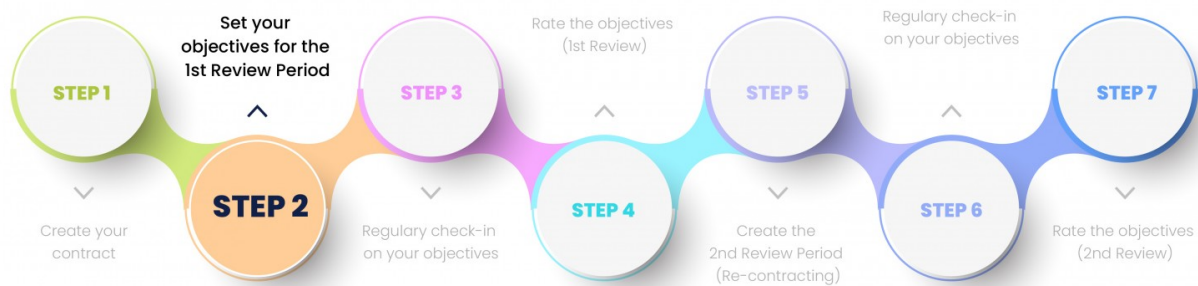 STEP 1
Create your
contract
Set your
objectives for the
1st Review Period
STEP 2
STEP 3
Regulary check-in
on your objectives
Rate the objectives
(1st Review)
STEP 4
STEP 5
Create the
2nd Review Period
(Re-contracting)
Regulary check-in
on your objectives
STEP 6
STEP 7
Rate the objectives
(2nd Review)